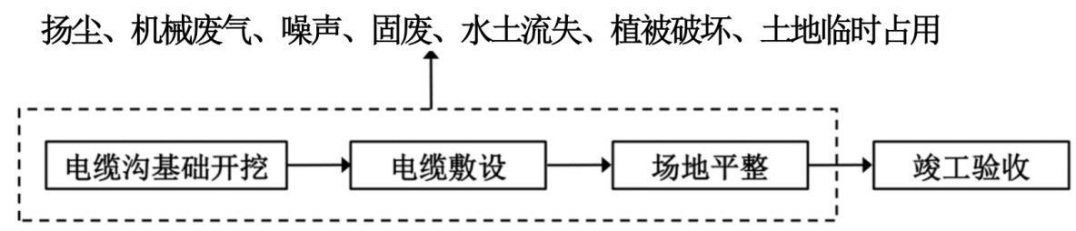 扬尘、机械废气、噪声、固废、水土流失、植被破坏、土地临时占用
电缆沟基础开挖
电缆敷设
场地平整
竣工验收